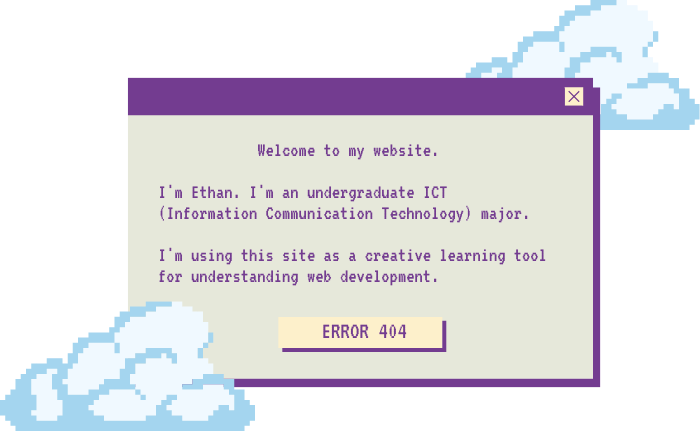 Welcome to my website.
I'm Ethan. I'm an undergraduate ICT
(Information Communication Technology) major.
I'm using this site as a creative learning tool
for understanding web development.
ERROR 404